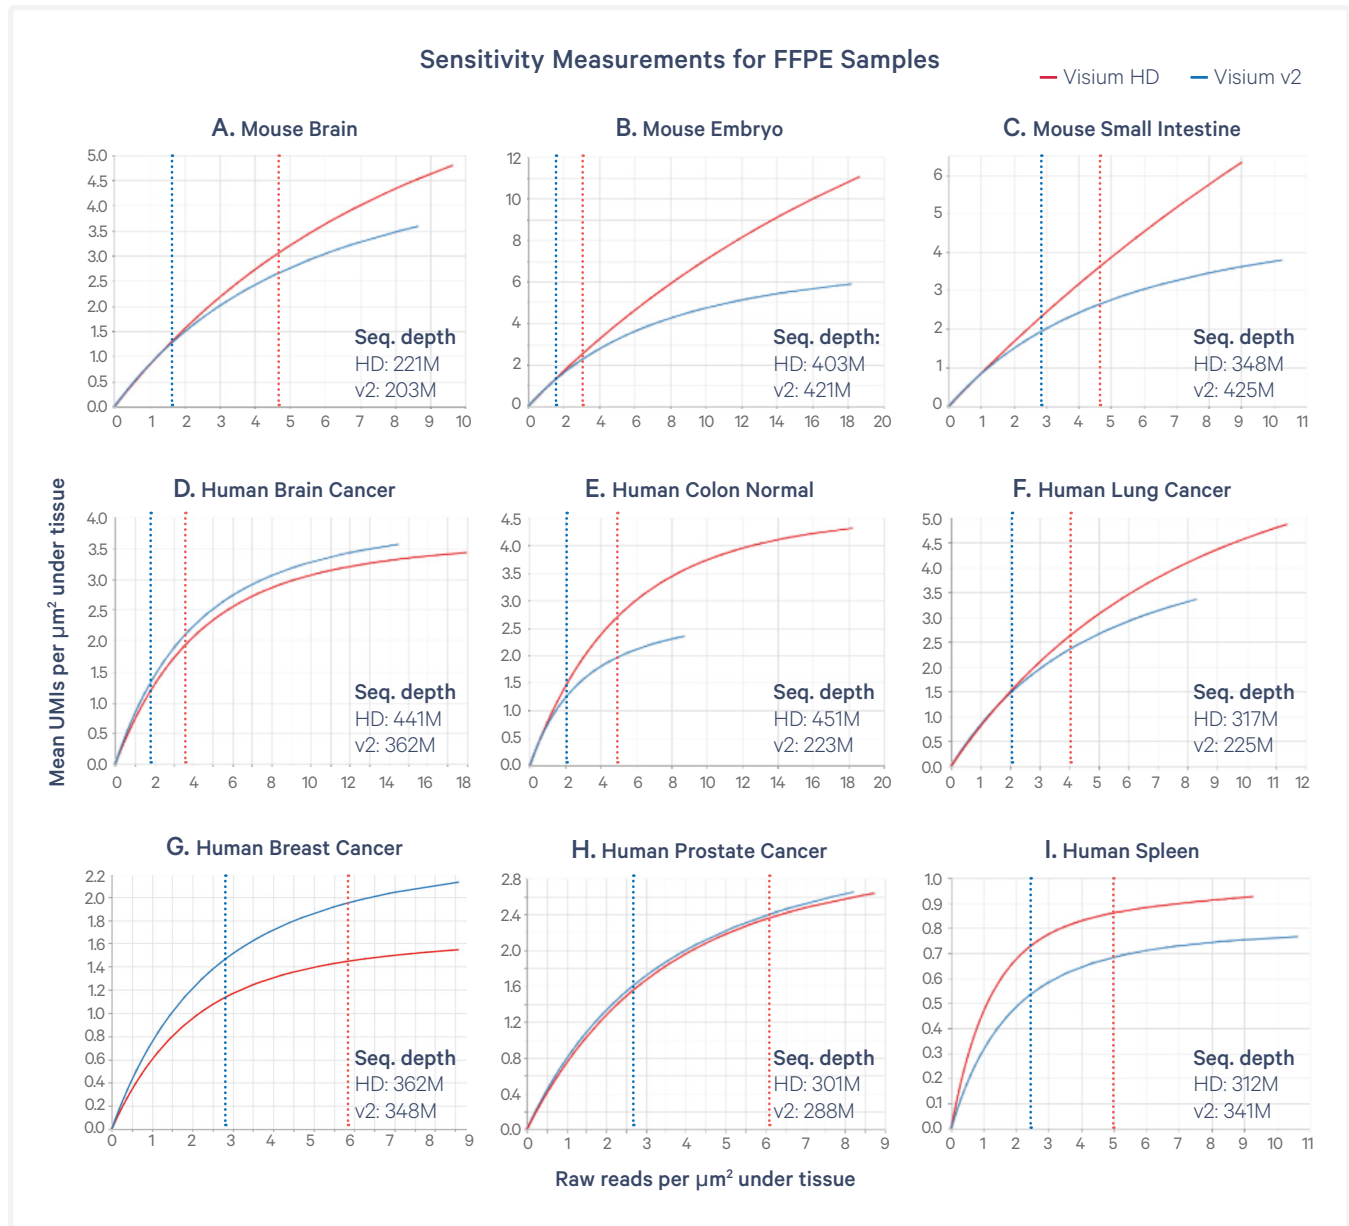 Sensitivity Measurements for FFPE Samples
Visium HD
Visium v2
A. Mouse Brain
5.0
4.5
4.0
3.5
3.0
2.5
2.0
1.5
1.0
0.5
0.0
0 1 2 3 4 5 6 7 8 9 10
Seq. depth
HD: 221M
v2: 203M
B. Mouse Embryo
12
10
8
6
4
2
0
0 2 4 6 8 10 12 14 16 18 20
Seq. depth:
HD: 403M
v2: 421M
C. Mouse Small Intestine
6
5
4
3
2
1
0
0 1 2 3 4 5 6 7 8 9 10 11
Seq. depth
HD: 348M
v2: 425M
Mean UMIs per µm² under tissue
D. Human Brain Cancer
4.0
3.5
3.0
2.5
2.0
1.5
1.0
0.5
0.0
0 2 4 6 8 10 12 14 16 18
Seq. depth
HD: 441M
v2: 362M
E. Human Colon Normal
4.5
4.0
3.5
3.0
2.5
2.0
1.5
1.0
0.5
0.0
0 2 4 6 8 10 12 14 16 18 20
Seq. depth
HD: 451M
v2: 223M
F. Human Lung Cancer
5.0
4.5
4.0
3.5
3.0
2.5
2.0
1.5
1.0
0.5
0.0
0 1 2 3 4 5 6 7 8 9 10 11 12
Seq. depth
HD: 317M
v2: 225M
G. Human Breast Cancer
2.2
2.0
1.8
1.6
1.4
1.2
1.0
0.8
0.6
0.4
0.2
0.0
0 1 2 3 4 5 6 7 8 9
Seq. depth
HD: 362M
v2: 348M
H. Human Prostate Cancer
2.8
2.4
2.0
1.6
1.2
0.8
0.4
0.0
0 1 2 3 4 5 6 7 8 9
Seq. depth
HD: 301M
v2: 288M
I. Human Spleen
1.0
0.9
0.8
0.7
0.6
0.5
0.4
0.3
0.2
0.1
0.0
0 1 2 3 4 5 6 7 8 9 10 11
Seq. depth
HD: 312M
v2: 341M
Raw reads per µm² under tissue